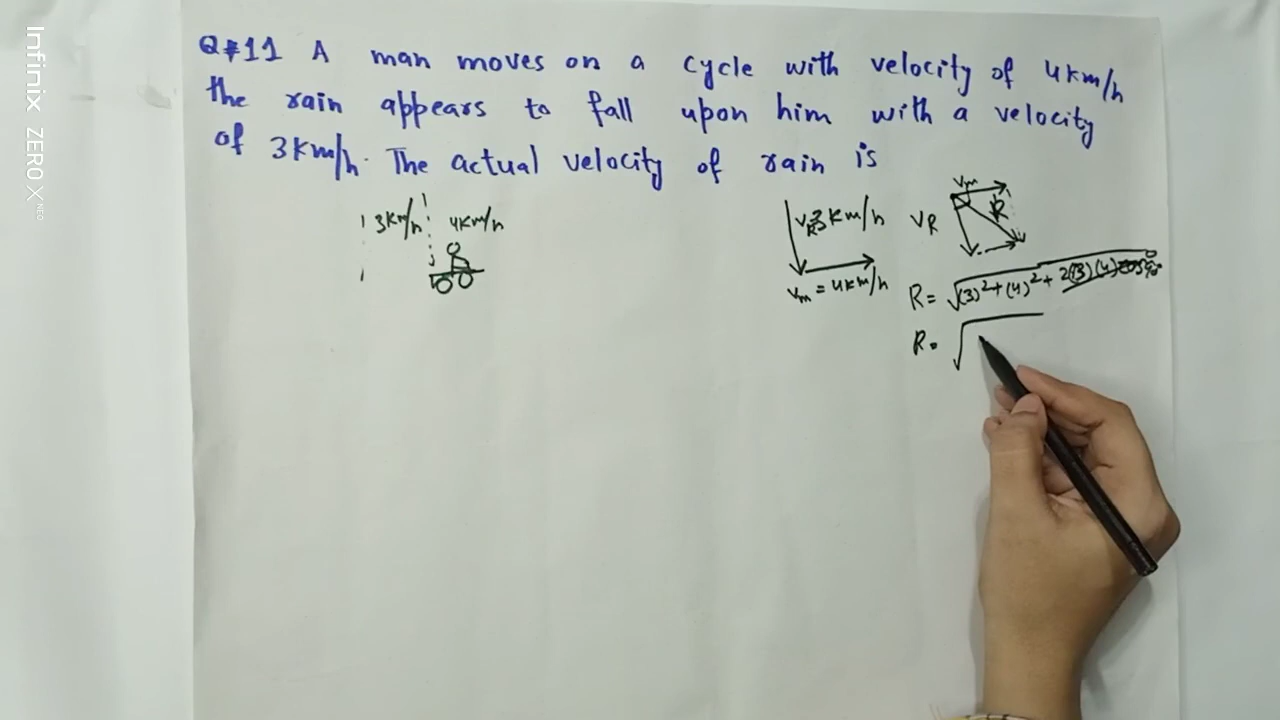 Q#11 A man moves on a cycle with velocity of 4km/h
the rain appears to fall upon him with a velocity
of 3km/h. The actual velocity of rain is
3km/h 4km/h
3km/h
Vm = 4km/h
Vm
VR
R
R = √(3)²+(4)²+2(3)(4)cos90°
R = √
Infinix ZERO X NEO